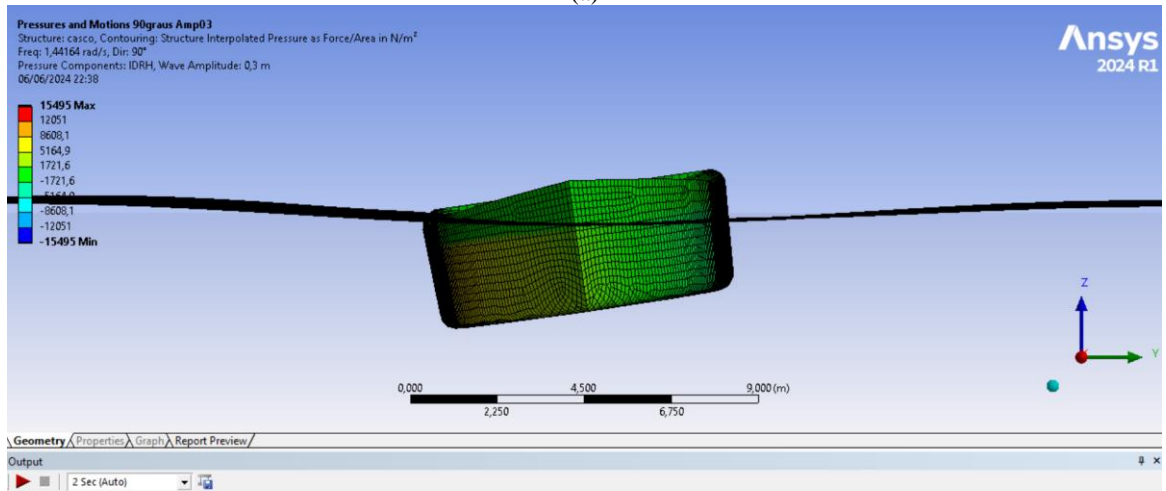 Pressures and Motions 90graus Amp03
Structure: casco, Contouring: Structure Interpolated Pressure as Force/Area in N/m²
Freq: 1,44164 rad/s, Dir: 90°
Pressure Components: IDRH, Wave Amplitude: 0,3 m
06/06/2024 22:38
Ansys
2024 R1
15495 Max
12051
8608,1
5164,9
1721,6
-1721,6
-8608,1
-12051
-15495 Min
Z
Y
0,000 4,500 9,000 (m)
2,250 6,750
Geometry Properties Graph Report Preview
Output
2 Sec (Auto)